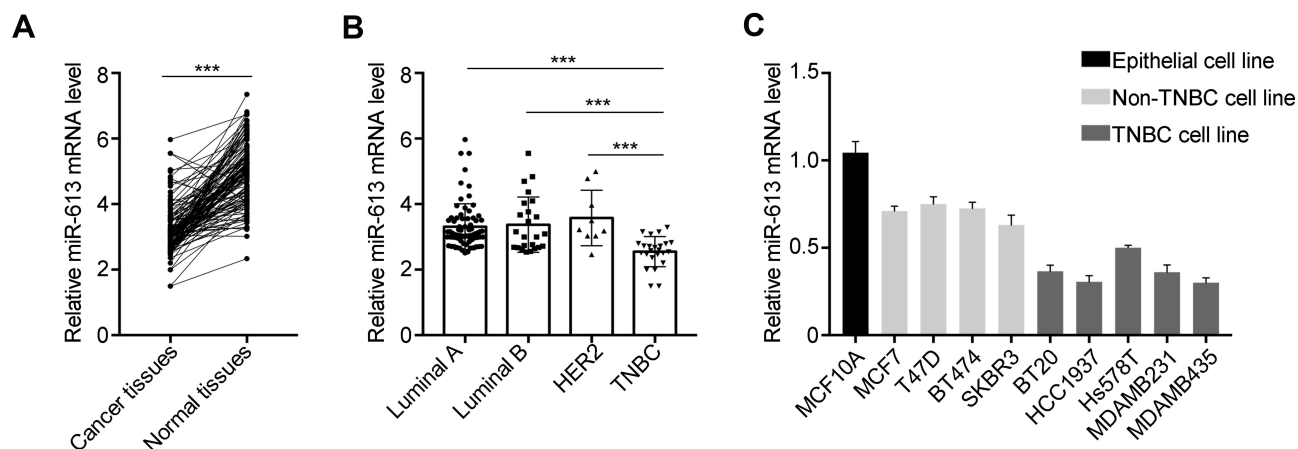 A
Relative miR-613 mRNA level
8
6
4
2
0
***
Cancer tissues
Normal tissues
B
Relative miR-613 mRNA level
8
6
4
2
0
***
***
***
Luminal A
Luminal B
HER2
TNBC
C
Relative miR-613 mRNA level
1.5
1.0
0.5
0
Epithelial cell line
Non-TNBC cell line
TNBC cell line
MCF10A
MCF7
T47D
BT474
SKBR3
BT20
HCC1937
Hs578T
MDAMB231
MDAMB435